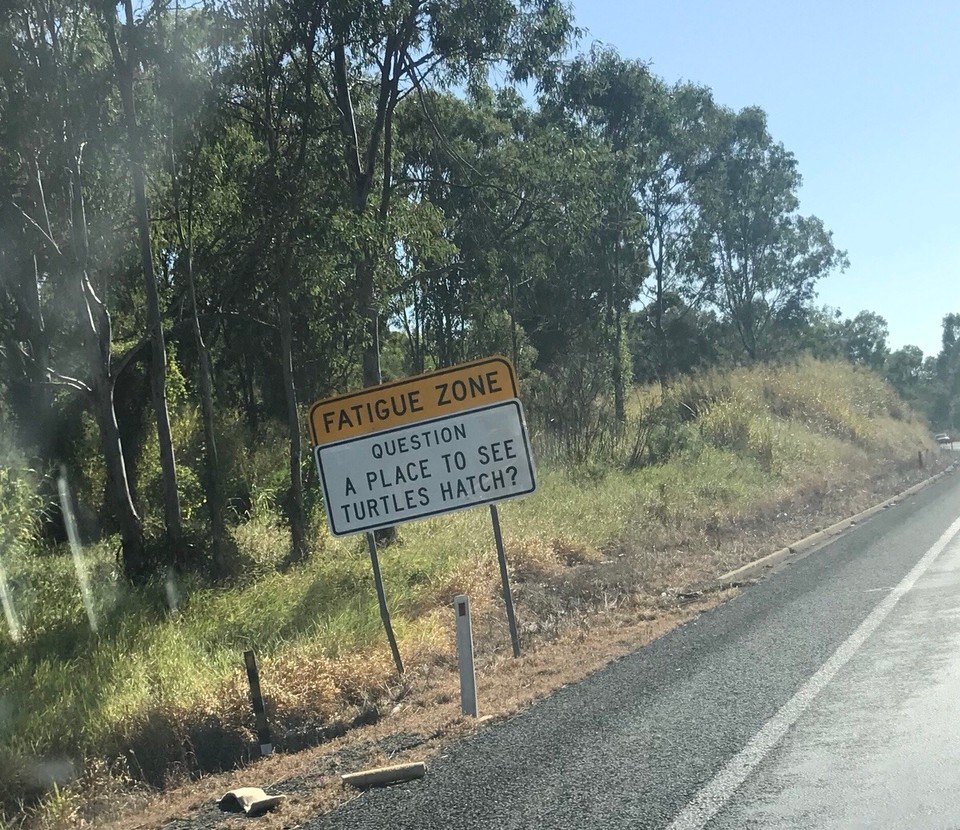 FATIGUE ZONE
QUESTION
A PLACE TO SEE
TURTLES HATCH?